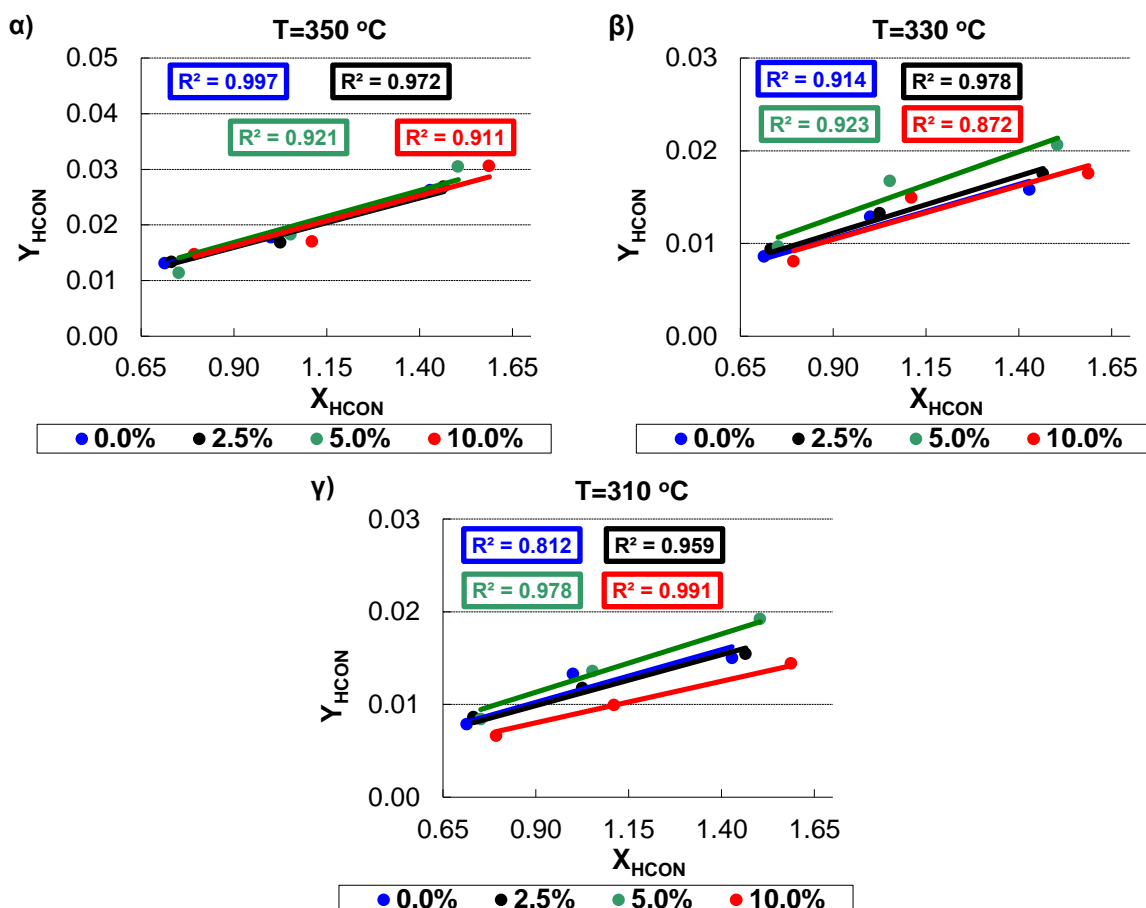 α)
T=350 °C
0.05
0.04
0.03
0.02
0.01
0.00
Y_HCON
R² = 0.997
R² = 0.972
R² = 0.921
R² = 0.911
0.65 0.90 1.15 1.40 1.65
X_HCON
0.0% 2.5% 5.0% 10.0%
β)
T=330 °C
0.03
0.02
0.01
0.00
Y_HCON
R² = 0.914
R² = 0.978
R² = 0.923
R² = 0.872
0.65 0.90 1.15 1.40 1.65
X_HCON
0.0% 2.5% 5.0% 10.0%
γ)
T=310 °C
0.03
0.02
0.01
0.00
Y_HCON
R² = 0.812
R² = 0.959
R² = 0.978
R² = 0.991
0.65 0.90 1.15 1.40 1.65
X_HCON
0.0% 2.5% 5.0% 10.0%